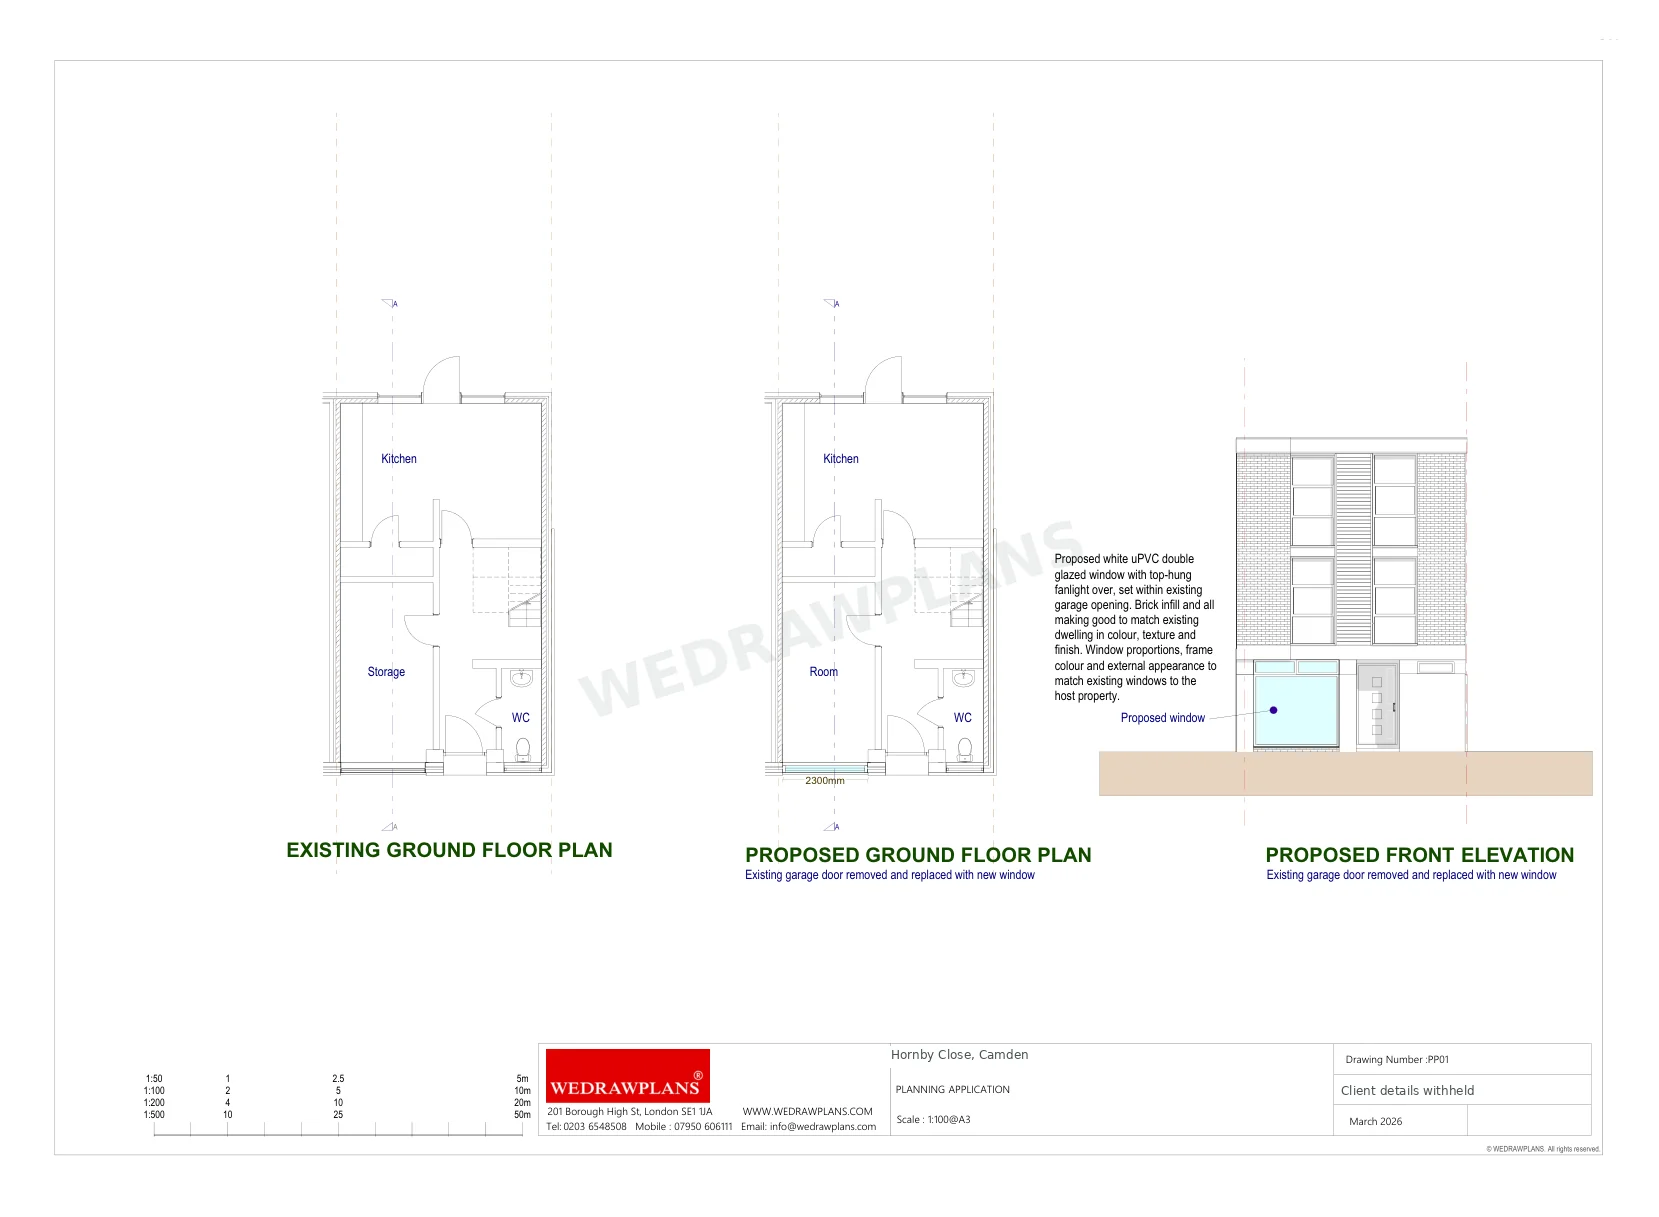 A
A
Kitchen
Kitchen
Proposed white uPVC double
glazed window with top-hung
fanlight over, set within existing
garage opening. Brick infill and all
making good to match existing
dwelling in colour, texture and
finish. Window proportions, frame
colour and external appearance to
match existing windows to the
host property.
Proposed window
Storage
WC
Room
WC
2300mm
WEDRAWPLANS
A
A
EXISTING GROUND FLOOR PLAN
PROPOSED GROUND FLOOR PLAN
Existing garage door removed and replaced with new window
PROPOSED FRONT ELEVATION
Existing garage door removed and replaced with new window
1:50 1 2.5 5m
1:100 2 5 10m
1:200 4 10 20m
1:500 10 25 50m
WEDRAWPLANS®
201 Borough High St, London SE1 1JA WWW.WEDRAWPLANS.COM
Tel: 0203 6548508 Mobile : 07950 606111 Email: info@wedrawplans.com
Hornby Close, Camden
PLANNING APPLICATION
Scale : 1:100@A3
Drawing Number :PP01
Client details withheld
March 2026
© WEDRAWPLANS. All rights reserved.